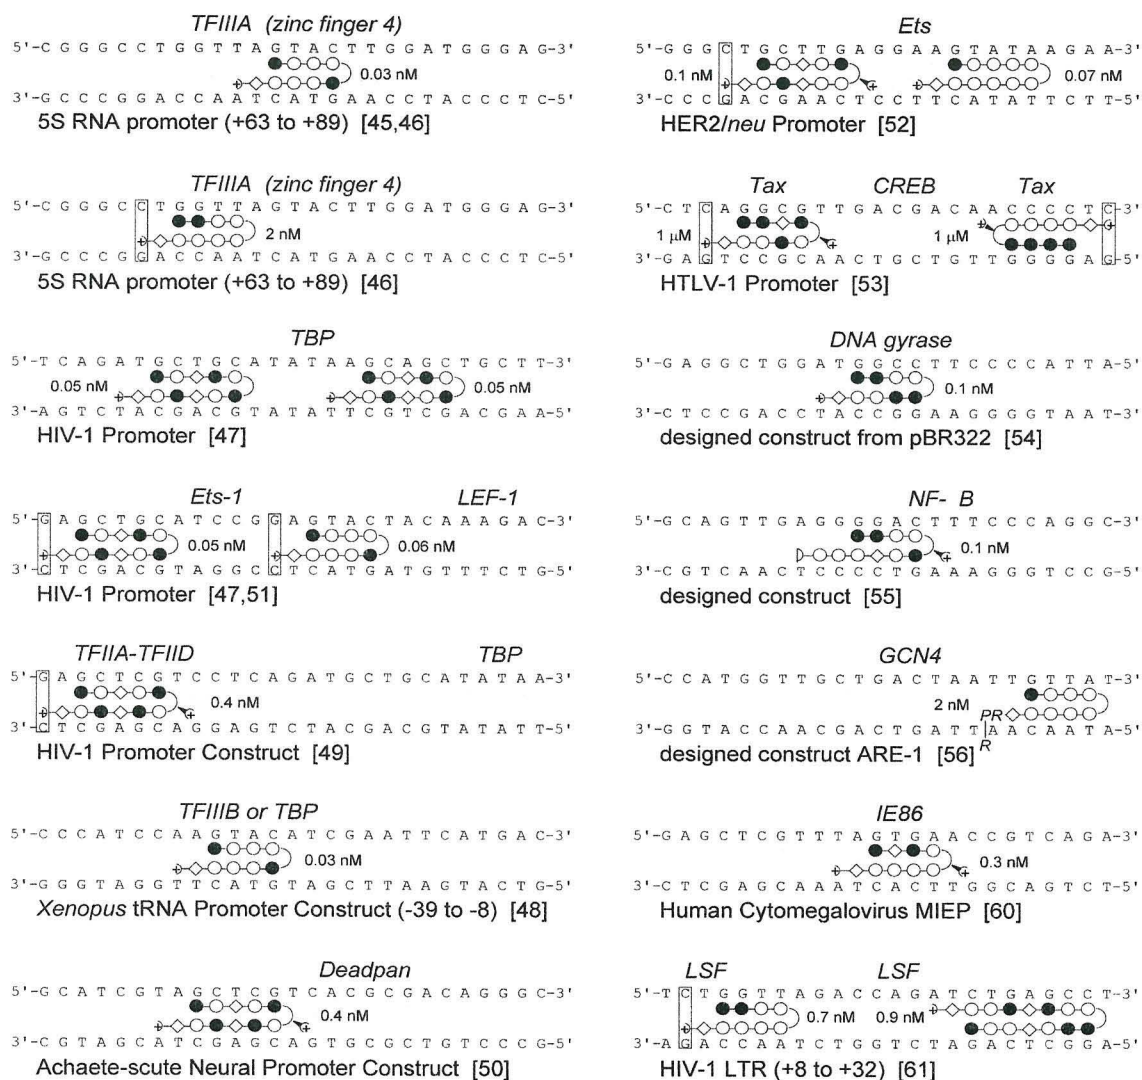 TFIIIA (zinc finger 4)
5'-C G G G C C T G G T T A G T A C T T G G A T G G G A G-3'
0.03 nM
3'-G C C C G G A C C A A T C A T G A A C C T A C C C T C-5'
5S RNA promoter (+63 to +89) [45,46]
TFIIIA (zinc finger 4)
5'-C G G G C C T G G T T A G T A C T T G G A T G G G A G-3'
2 nM
3'-G C C C G G A C C A A T C A T G A A C C T A C C C T C-5'
5S RNA promoter (+63 to +89) [46]
TBP
5'-T C A G A T G C T G C A T A T A A G C A G C T G C T T-3'
0.05 nM
0.05 nM
3'-A G T C T A C G A C G T A T A T T C G T C G A C G A A-5'
HIV-1 Promoter [47]
Ets-1 LEF-1
5'-G A G C T G C A T C C G G A G T A C T A C A A A G A C-3'
0.05 nM
0.06 nM
3'-C T C G A C G T A G G C C T C A T G A T G T T T C T G-5'
HIV-1 Promoter [47,51]
TFIIA-TFIID TBP
5'-G A G C T C G T C C T C A G A T G C T G C A T A T A A-3'
0.4 nM
+
3'-C T C G A G C A G G A G T C T A C G A C G T A T A T T-5'
HIV-1 Promoter Construct [49]
TFIIIB or TBP
5'-C C C A T C C A A G T A C A T C G A A T T C A T G A C-3'
0.03 nM
3'-G G G T A G G T T C A T G T A G C T T A A G T A C T G-5'
Xenopus tRNA Promoter Construct (-39 to -8) [48]
Deadpan
5'-G C A T C G T A G C T C G T C A C G C G A C A G G G C-3'
0.4 nM
+
3'-C G T A G C A T C G A G C A G T G C G C T G T C C C G-5'
Achaete-scute Neural Promoter Construct [50]
Ets
5'-G G G C T G C T T G A G G A A G T A T A A G A A-3'
0.1 nM
+
0.07 nM
3'-C C C G A C G A A C T C C T T C A T A T T C T T-5'
HER2/neu Promoter [52]
Tax CREB Tax
5'-C T C A G G C G T T G A C G A C A A C C C C T C-3'
1 μM
+
1 μM
3'-G A G T C C G C A A C T G C T G T T G G G G A G-5'
HTLV-1 Promoter [53]
DNA gyrase
5'-G A G G C T G G A T G G C C T T C C C C A T T A-3'
0.1 nM
3'-C T C C G A C C T A C C G G A A G G G G T A A T-5'
designed construct from pBR322 [54]
NF- B
5'-G C A G T T G A G G G G A C T T T C C C A G G C-3'
0.1 nM
+
3'-C G T C A A C T C C C C T G A A A G G G T C C G-5'
designed construct [55]
GCN4
5'-C C A T G G T T G C T G A C T A A T T G T T A T-3'
2 nM
PR
3'-G G T A C C A A C G A C T G A T T A A C A A T A-5'
R
designed construct ARE-1 [56]
IE86
5'-G A G C T C G T T T A G T G A A C C G T C A G A-3'
0.3 nM
+
3'-C T C G A G C A A A T C A C T T G G C A G T C T-5'
Human Cytomegalovirus MIEP [60]
LSF LSF
5'-T C T G G T T A G A C C A G A T C T G A G C C T-3'
0.7 nM
0.9 nM
3'-A G A C C A A T C T G G T C T A G A C T C G G A-5'
HIV-1 LTR (+8 to +32) [61]